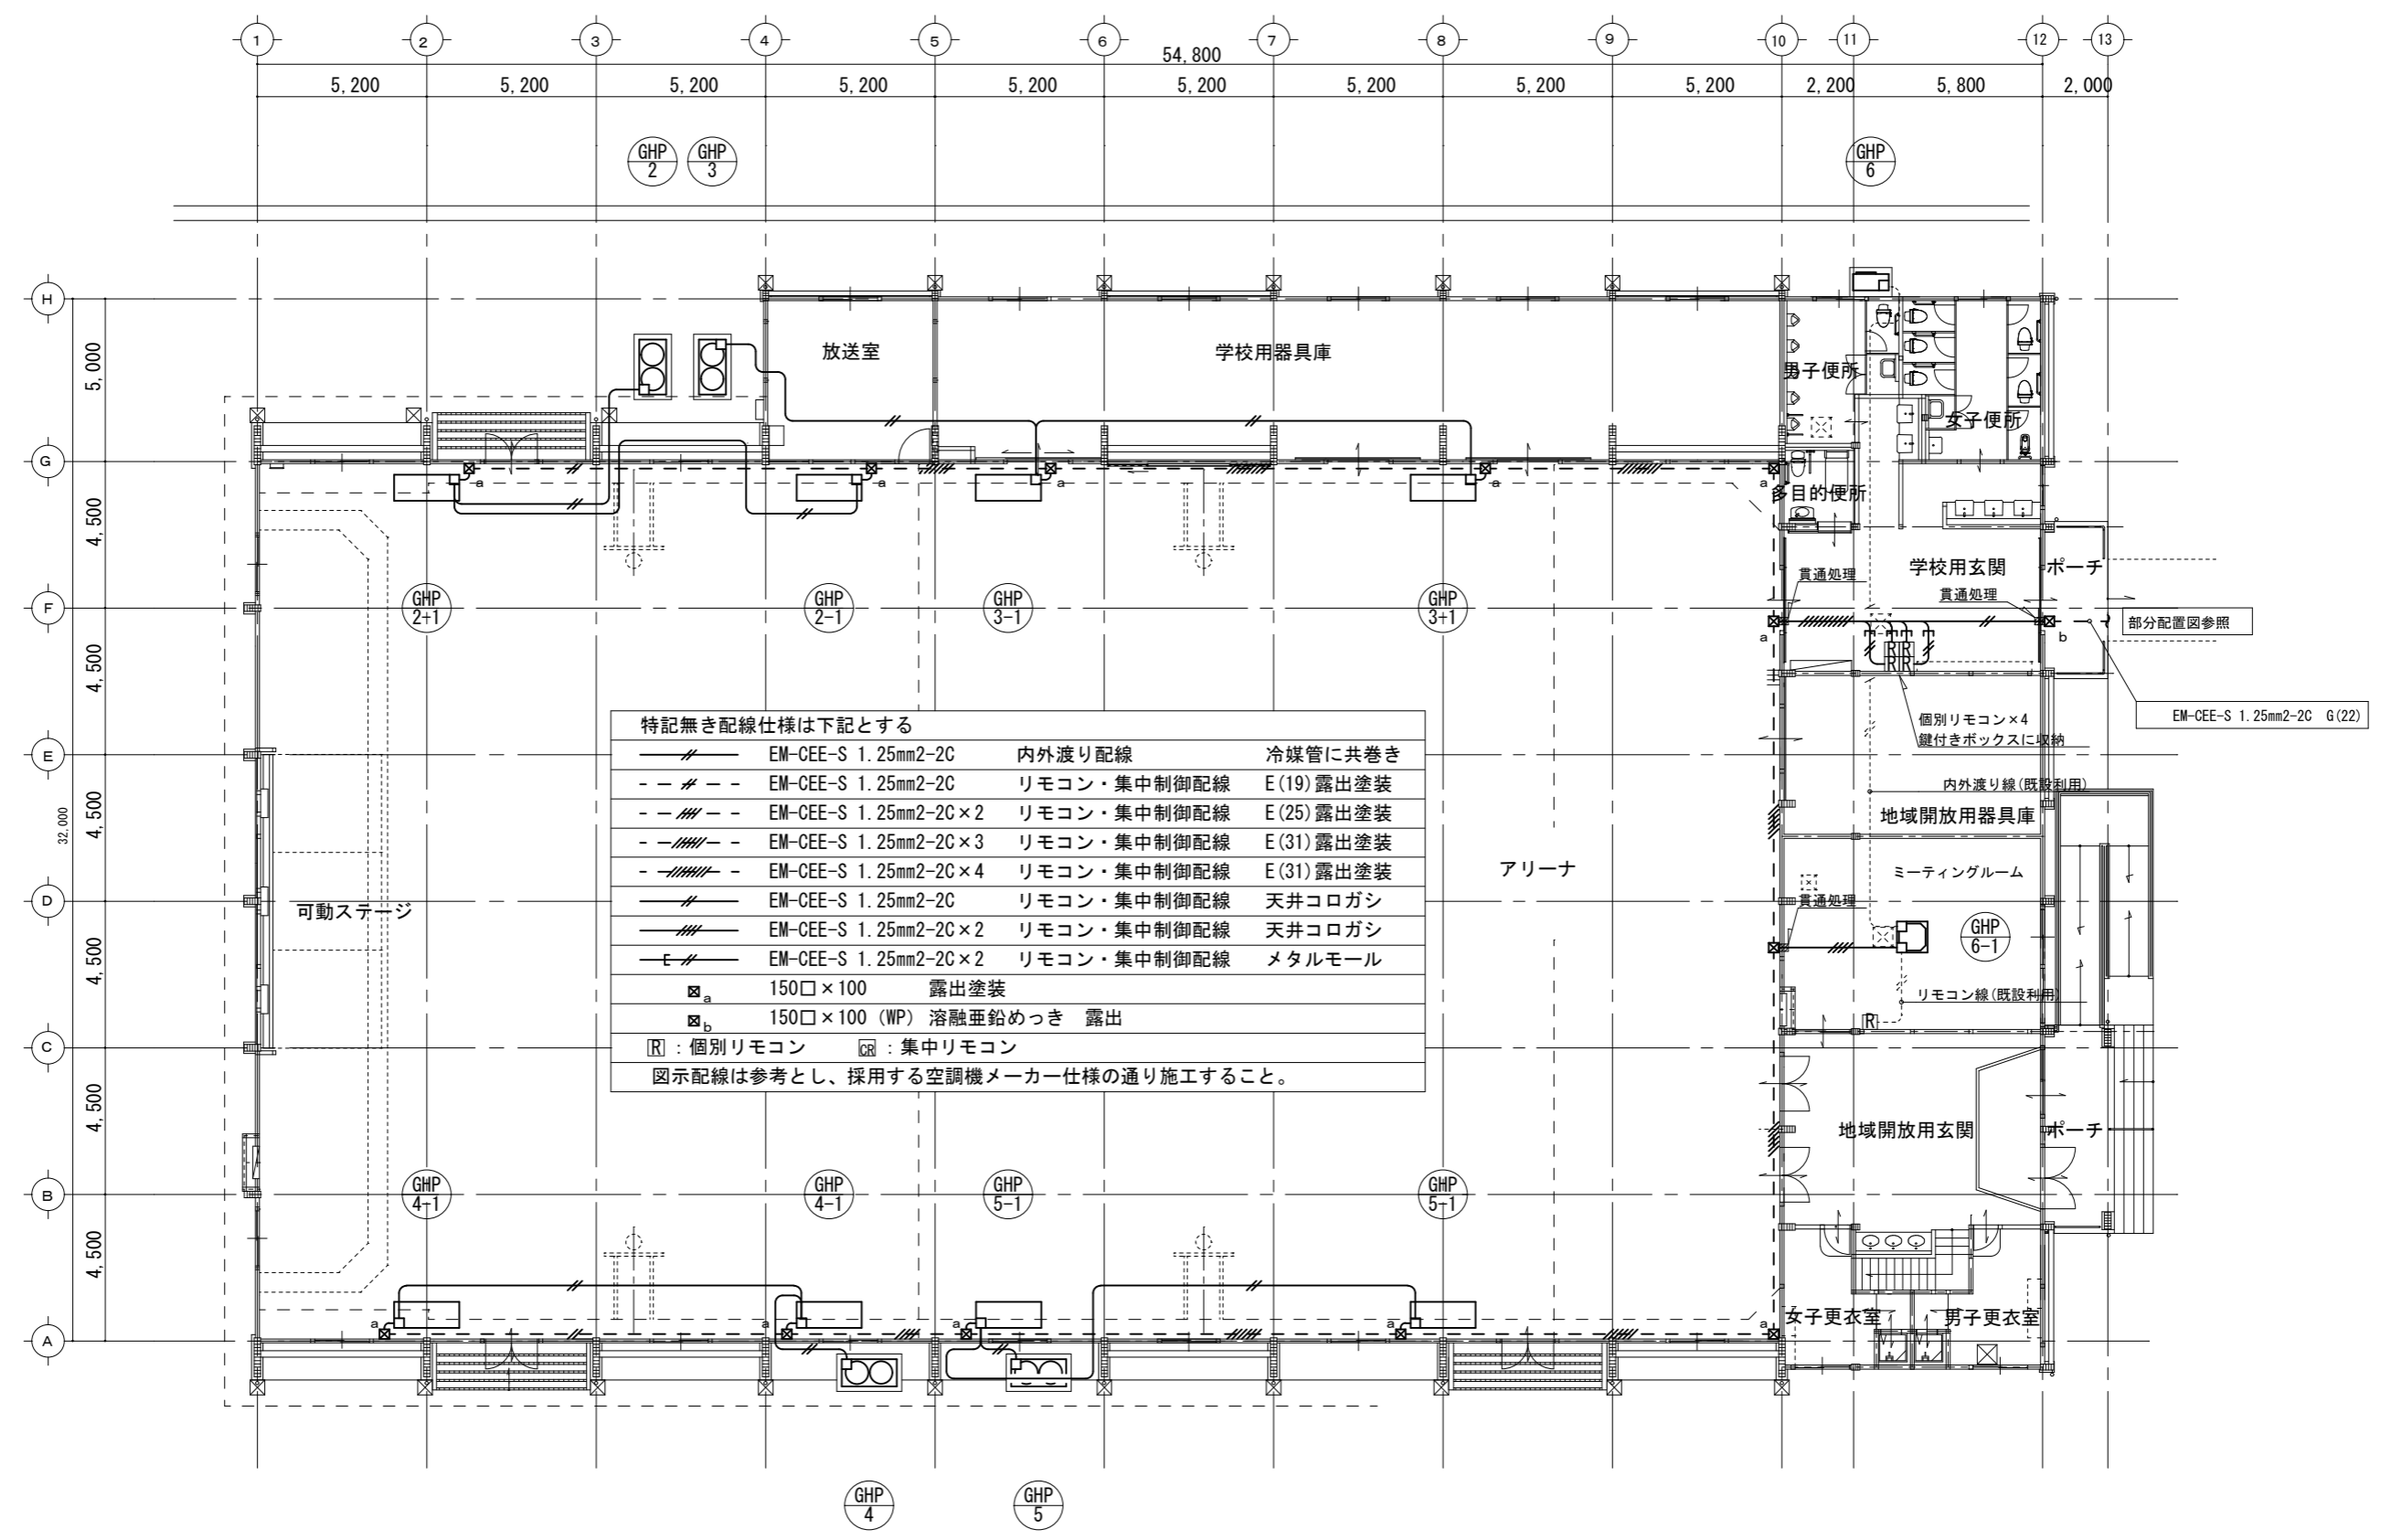 1 2 3 4 5 6 7 8 9 10 11 12 13
54,800
5,200 5,200 5,200 5,200 5,200 5,200 5,200 5,200 5,200 2,200 5,800 2,000
GHP 2
GHP 3
GHP 6
H
G
F
E
D
C
B
A
5,000
4,500
4,500
4,500
4,500
4,500
4,500
32,000
放送室
学校用器具庫
男子便所
女子便所
多目的便所
a a a a a
貫通処理
学校用玄関
ポーチ
貫通処理
GHP 2-1
GHP 2-1
GHP 3-1
GHP 3-1
a
b
部分配置図参照
R R
R R
EM-CEE-S 1.25mm2-2C G(22)
個別リモコン×4
鍵付きボックスに収納
内外渡り線(既設利用)
地域開放用器具庫
特記無き配線仕様は下記とする
EM-CEE-S 1.25mm2-2C 内外渡り配線 冷媒管に共巻き
EM-CEE-S 1.25mm2-2C リモコン・集中制御配線 E(19)露出塗装
EM-CEE-S 1.25mm2-2C×2 リモコン・集中制御配線 E(25)露出塗装
EM-CEE-S 1.25mm2-2C×3 リモコン・集中制御配線 E(31)露出塗装
EM-CEE-S 1.25mm2-2C×4 リモコン・集中制御配線 E(31)露出塗装
EM-CEE-S 1.25mm2-2C リモコン・集中制御配線 天井コロガシ
EM-CEE-S 1.25mm2-2C×2 リモコン・集中制御配線 天井コロガシ
E EM-CEE-S 1.25mm2-2C×2 リモコン・集中制御配線 メタルモール
a 150□×100 露出塗装
b 150□×100 (WP) 溶融亜鉛めっき 露出
R :個別リモコン CR :集中リモコン
図示配線は参考とし、採用する空調機メーカー仕様の通り施工すること。
アリーナ
可動ステージ
ミーティングルーム
貫通処理
GHP 6-1
リモコン線(既設利用)
R
地域開放用玄関
ポーチ
GHP 4-1
GHP 4-1
GHP 5-1
GHP 5-1
女子更衣室
男子更衣室
a a a a a
GHP 4
GHP 5